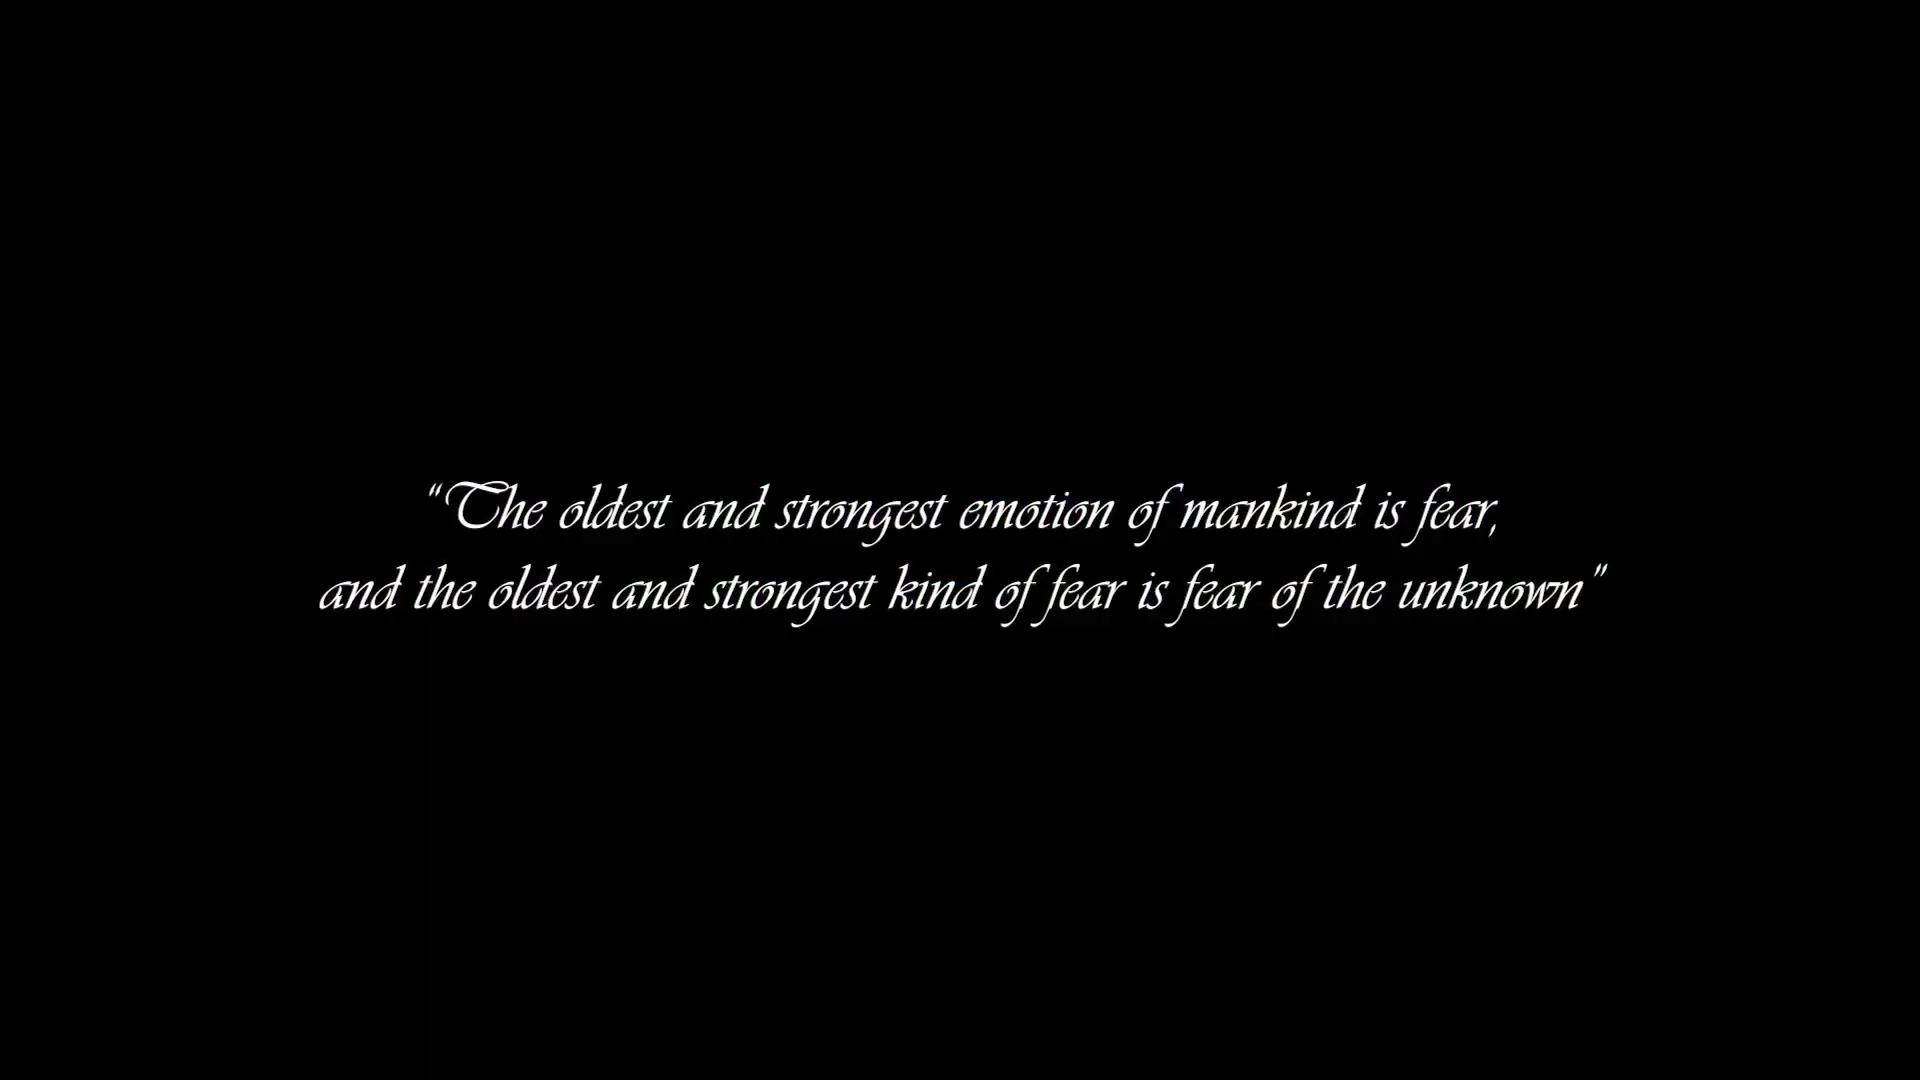 “The oldest and strongest emotion of mankind is fear,
and the oldest and strongest kind of fear is fear of the unknown”